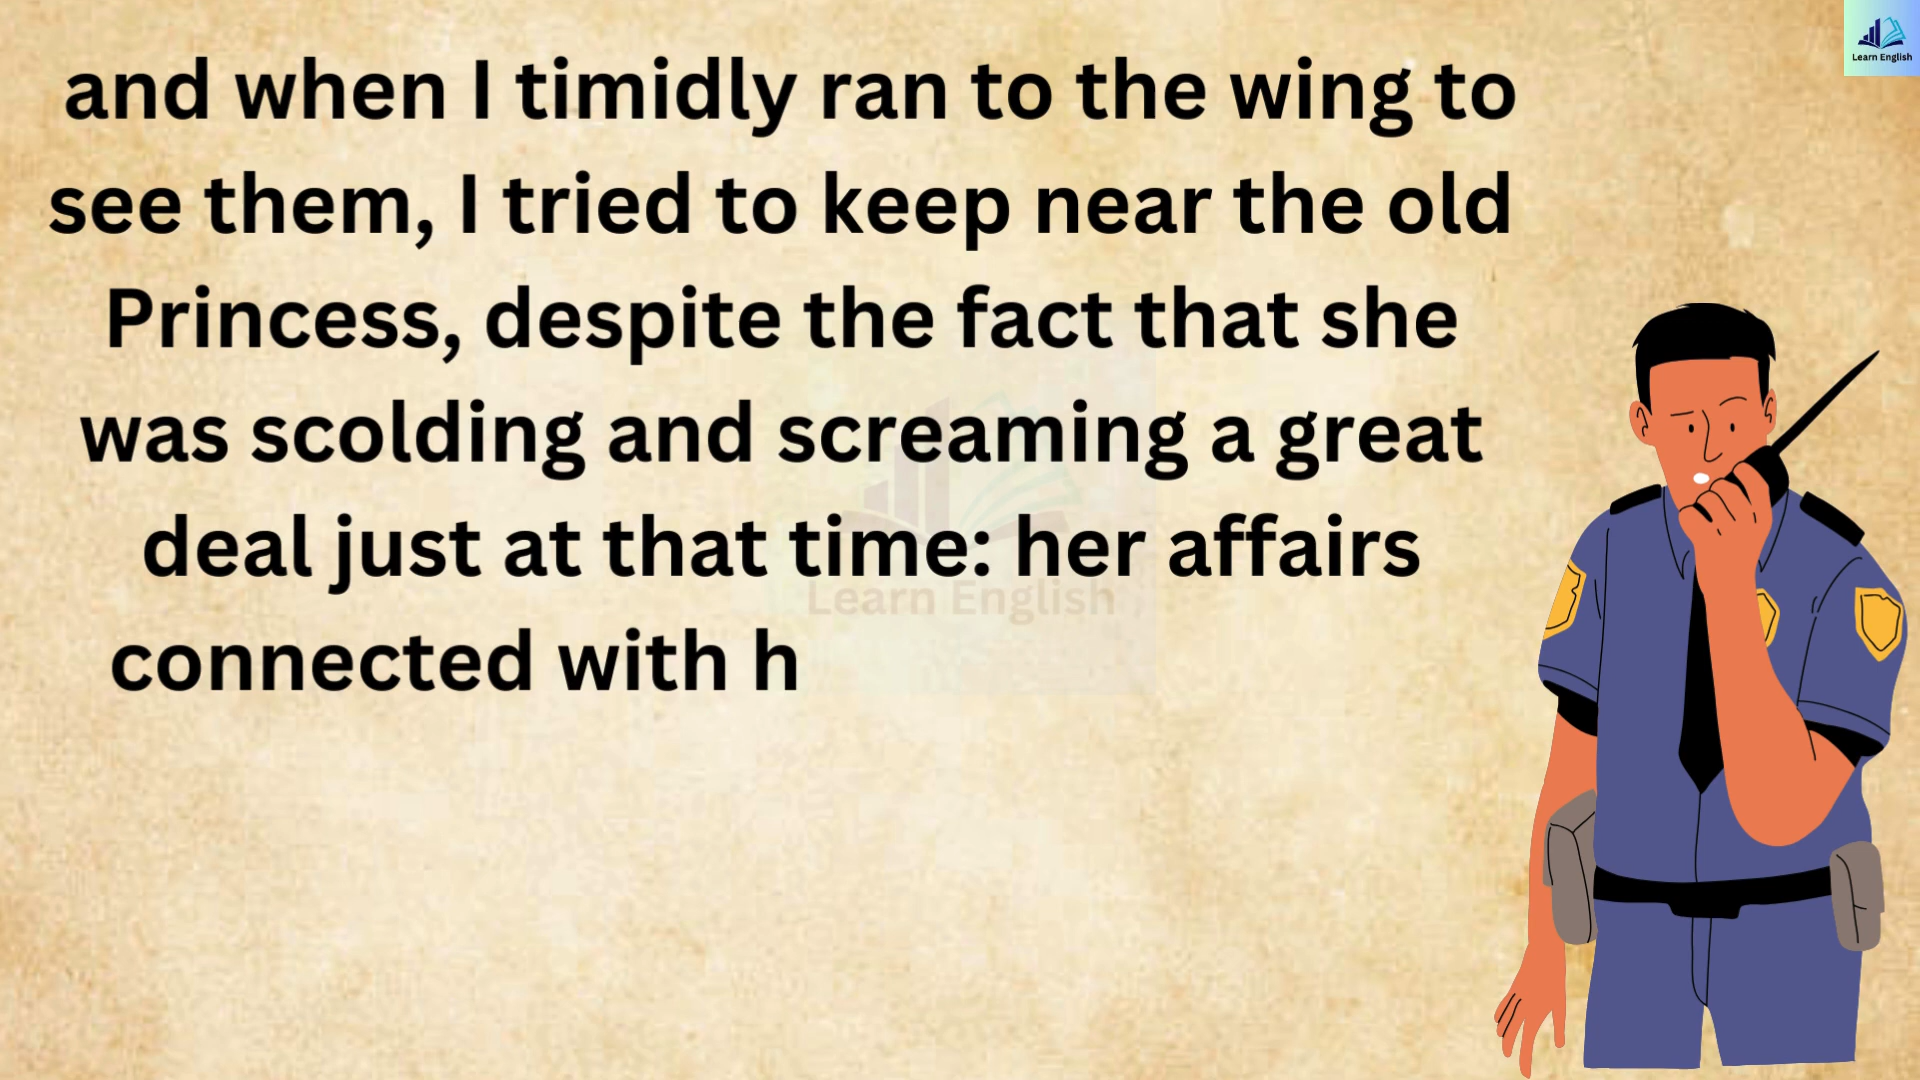 Learn English
and when I timidly ran to the wing to
see them, I tried to keep near the old
Princess, despite the fact that she
was scolding and screaming a great
deal just at that time: her affairs
Learn English
connected with h